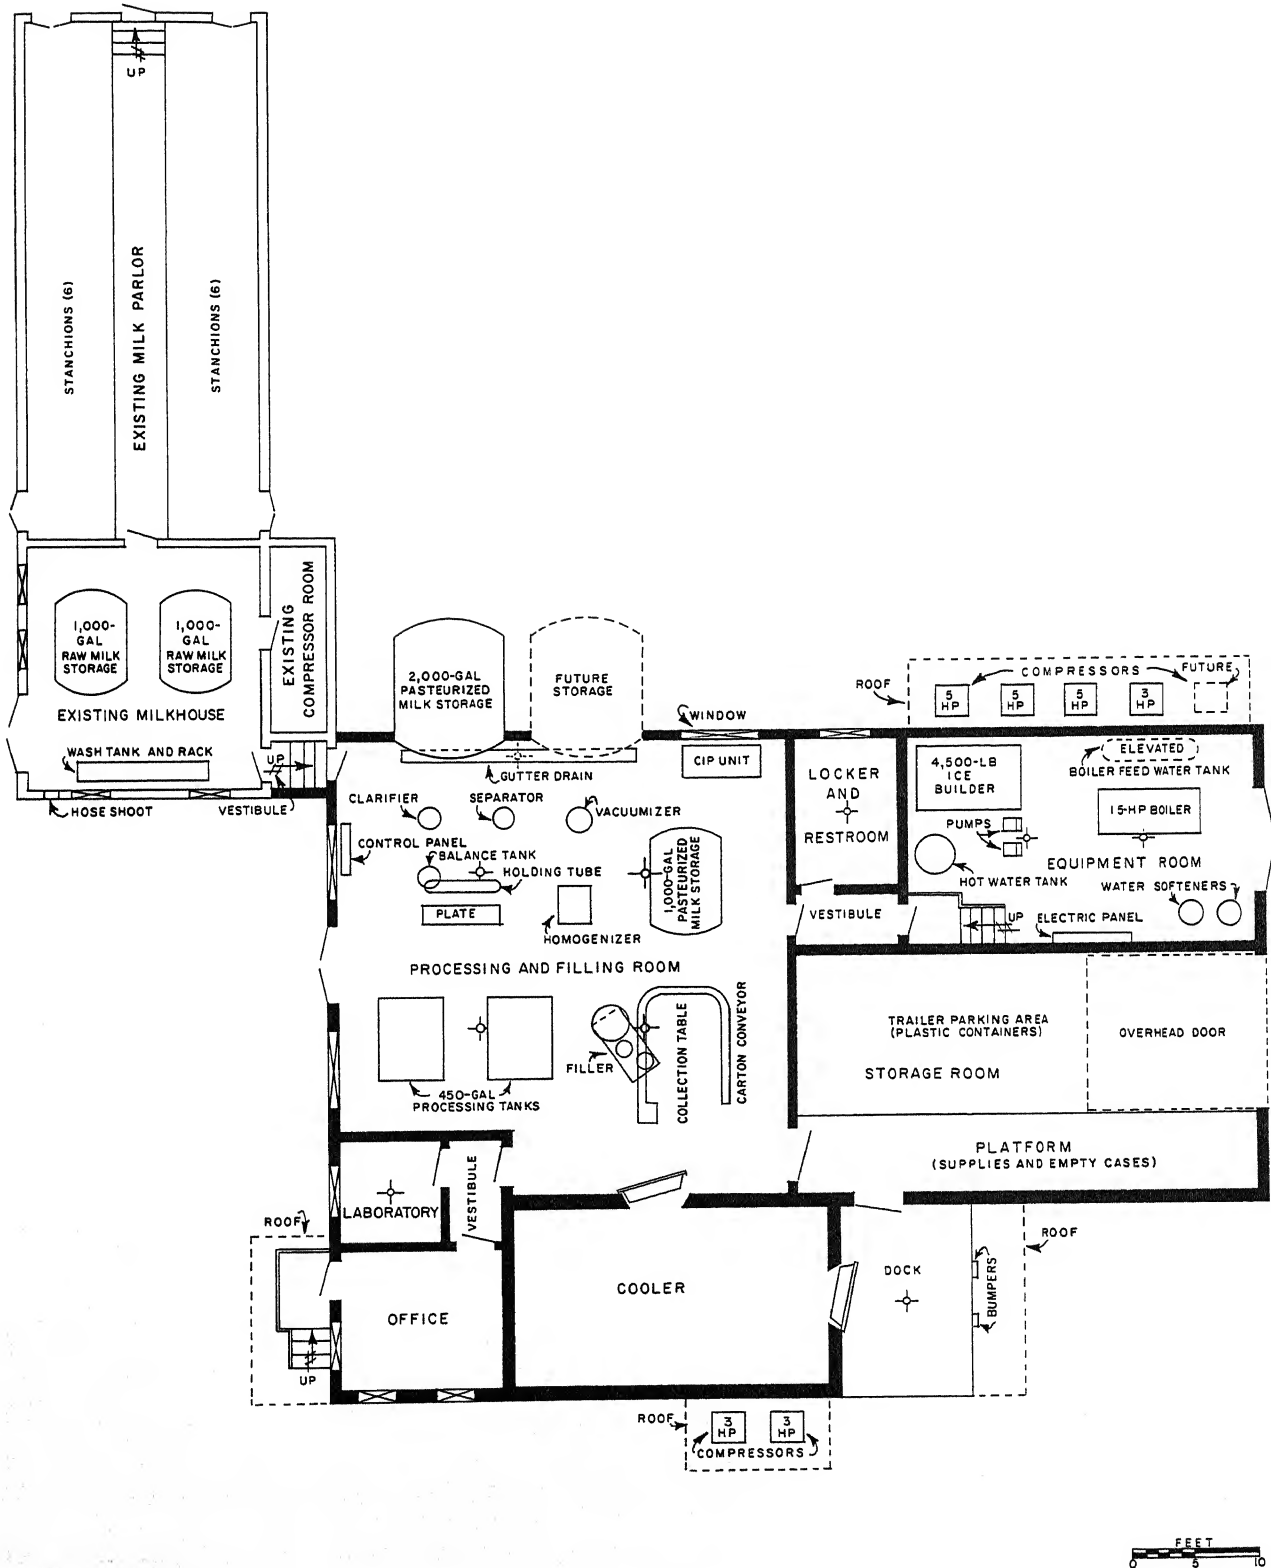 UP
STANCHIONS (6)
EXISTING MILK PARLOR
STANCHIONS (6)
1,000-
GAL
RAW MILK
STORAGE
1,000-
GAL
RAW MILK
STORAGE
EXISTING
COMPRESSOR ROOM
EXISTING MILKHOUSE
WASH TANK AND RACK
HOSE SHOOT
VESTIBULE
UP
2,000-GAL
PASTEURIZED
MILK STORAGE
FUTURE
STORAGE
GUTTER DRAIN
WINDOW
CIP UNIT
ROOF
COMPRESSORS
FUTURE
5
HP
5
HP
5
HP
3
HP
LOCKER
AND
RESTROOM
4,500-LB
ICE
BUILDER
ELEVATED
BOILER FEED WATER TANK
15-HP BOILER
PUMPS
EQUIPMENT ROOM
HOT WATER TANK
WATER SOFTENERS
UP
ELECTRIC PANEL
VESTIBULE
CLARIFIER
SEPARATOR
VACUUMIZER
CONTROL PANEL
BALANCE TANK
HOLDING TUBE
PLATE
HOMOGENIZER
1,000-GAL
PASTEURIZED
MILK STORAGE
PROCESSING AND FILLING ROOM
FILLER
COLLECTION TABLE
CARTON CONVEYOR
450-GAL
PROCESSING TANKS
TRAILER PARKING AREA
(PLASTIC CONTAINERS)
OVERHEAD DOOR
STORAGE ROOM
PLATFORM
(SUPPLIES AND EMPTY CASES)
LABORATORY
VESTIBULE
ROOF
OFFICE
UP
COOLER
DOCK
BUMPERS
ROOF
ROOF
3
HP
3
HP
COMPRESSORS
FEET
0 5 10